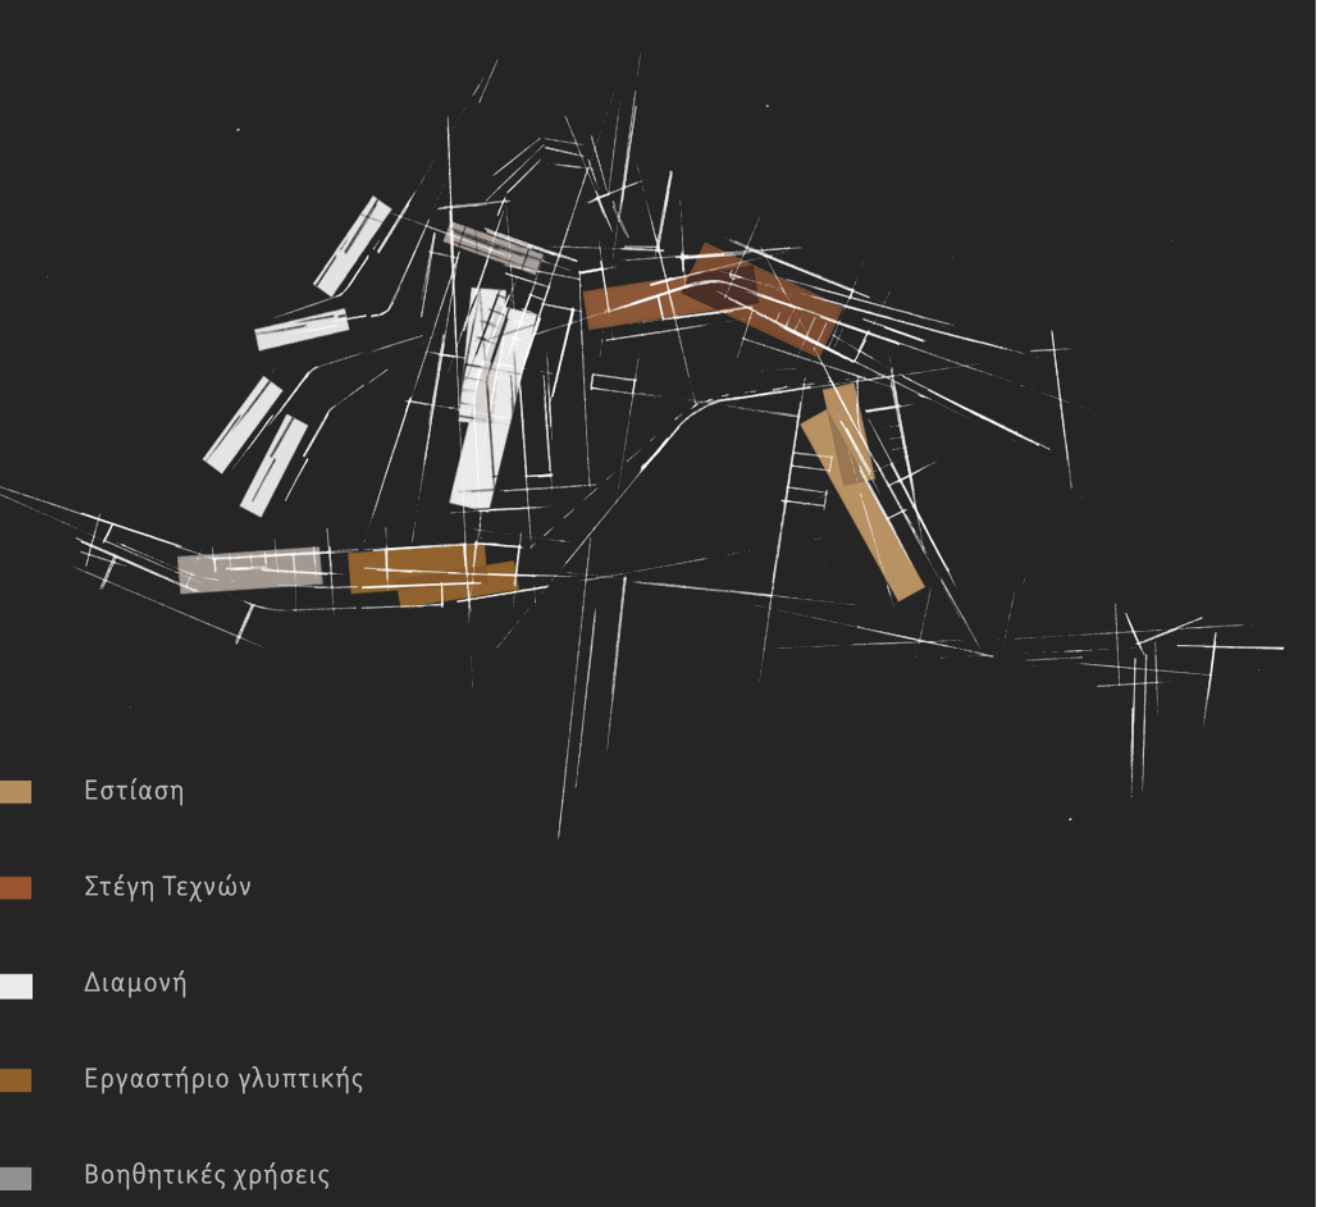 Εστίαση
Στέγη Τεχνών
Διαμονή
Εργαστήριο γλυπτικής
Βοηθητικές χρήσεις